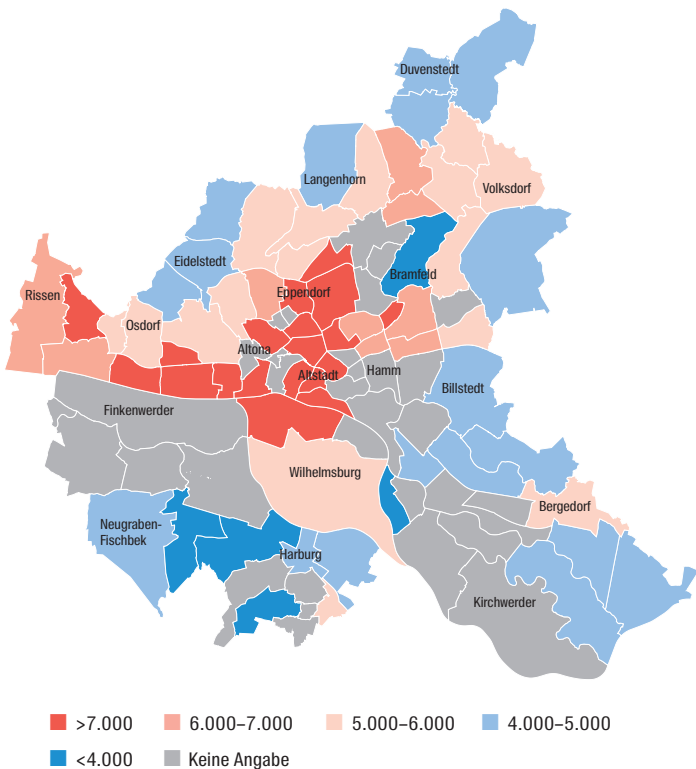 Duvenstedt
Langenhorn
Volksdorf
Eidelstedt
Bramfeld
Rissen
Eppendorf
Osdorf
Altona
Altstadt
Hamm
Billstedt
Finkenwerder
Wilhelmsburg
Bergedorf
Neugraben-
Fischbek
Harburg
Kirchwerder
>7.000 6.000–7.000 5.000–6.000 4.000–5.000
<4.000 Keine Angabe